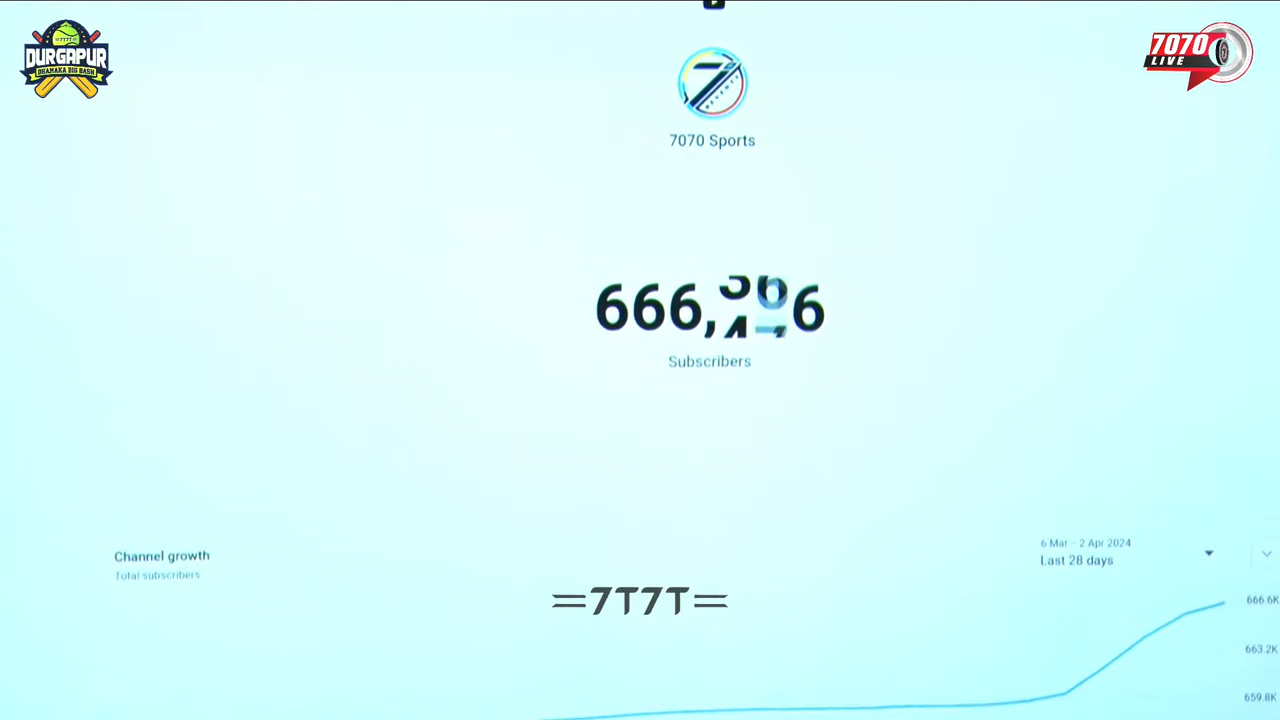 DURGAPUR
DHAMAKA BIG BASH
7070
LIVE
7070 Sports
Subscribers
Channel growth
Total subscribers
6 Mar – 2 Apr 2024
Last 28 days
=7T7T=
666.6K
663.2K
659.8K